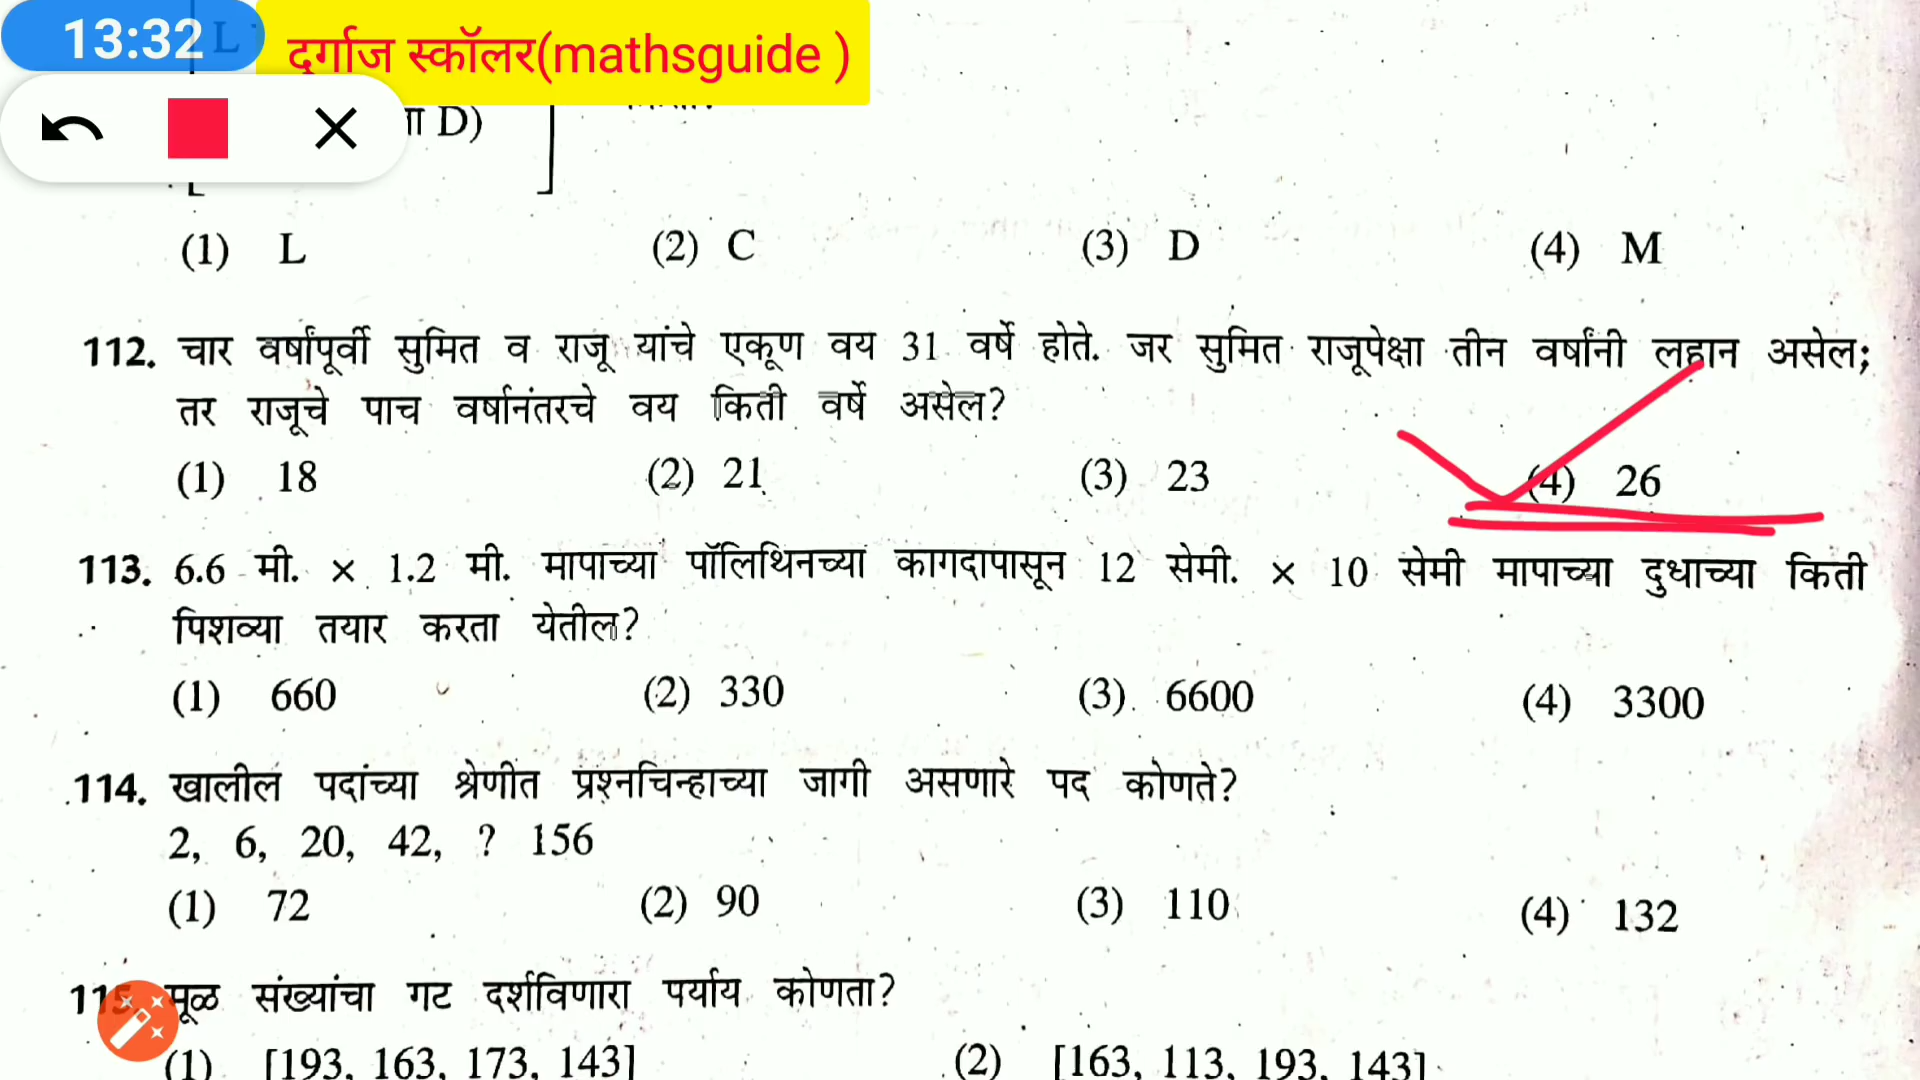 13:32 L
दर्गाज स्कॉलर(mathsguide )
D)
(1) L (2) C (3) D (4) M
112. चार वर्षांपूर्वी सुमित व राजू यांचे एकूण वय 31 वर्षे होते. जर सुमित राजूपेक्षा तीन वर्षांनी लहान असेल;
तर राजूचे पाच वर्षानंतरचे वय किती वर्षे असेल?
(1) 18 (2) 21 (3) 23 (4) 26
113. 6.6 मी. × 1.2 मी. मापाच्या पॉलिथिनच्या कागदापासून 12 सेमी. × 10 सेमी मापाच्या दुधाच्या किती
पिशव्या तयार करता येतील?
(1) 660 (2) 330 (3) 6600 (4) 3300
114. खालील पदांच्या श्रेणीत प्रश्नचिन्हाच्या जागी असणारे पद कोणते?
2, 6, 20, 42, ? 156
(1) 72 (2) 90 (3) 110 (4) 132
115. मूळ संख्यांचा गट दर्शविणारा पर्याय कोणता?
(1) [193, 163, 173, 143] (2) [163, 113, 193, 143]